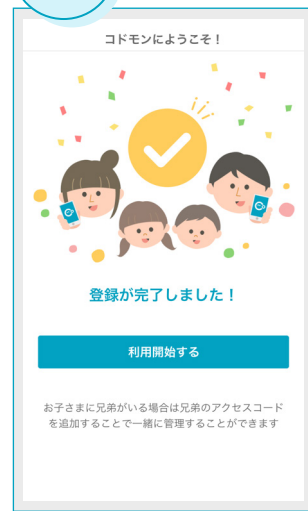 コドモンにようこそ！
登録が完了しました！
利用開始する
お子さまに兄弟がいる場合は兄弟のアクセスコード
を追加することで一緒に管理することができます